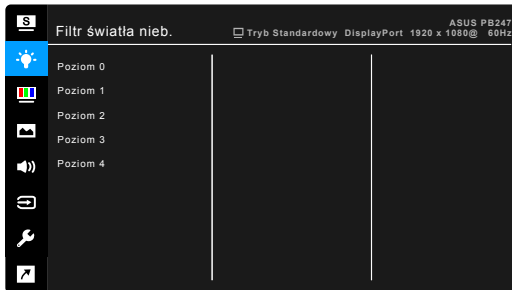 S
Filtr światła nieb.
ASUS PB247
Tryb Standardowy DisplayPort 1920 x 1080@ 60Hz
Poziom 0
Poziom 1
Poziom 2
Poziom 3
Poziom 4